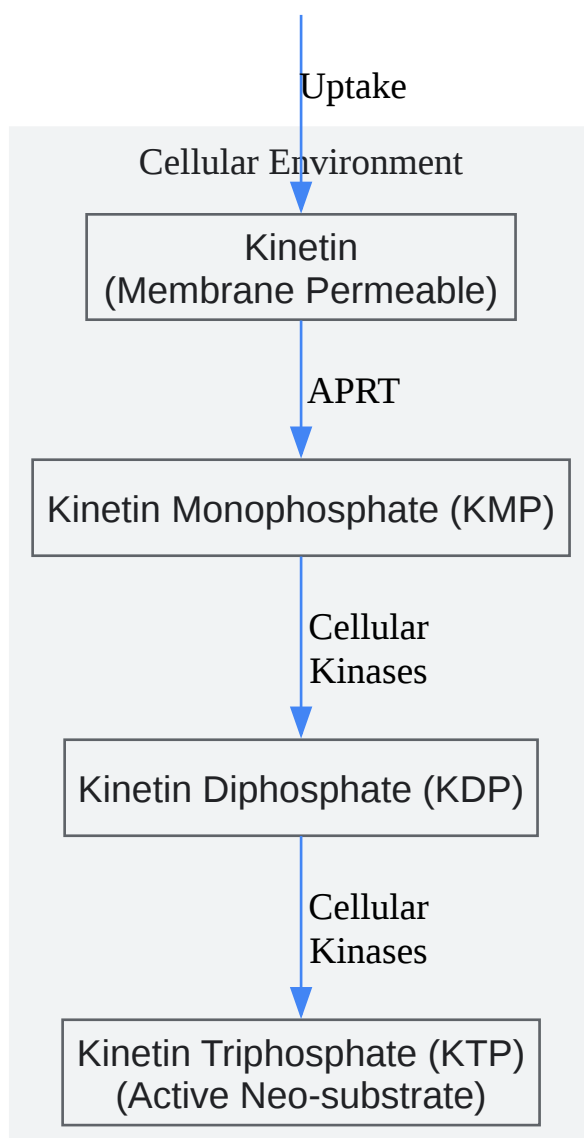 Uptake
Cellular Environment
Kinetin
(Membrane Permeable)
APRT
Kinetin Monophosphate (KMP)
Cellular
Kinases
Kinetin Diphosphate (KDP)
Cellular
Kinases
Kinetin Triphosphate (KTP)
(Active Neo-substrate)